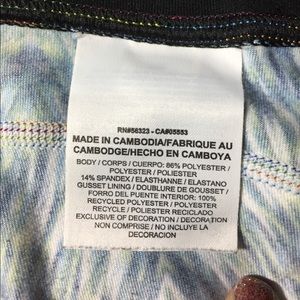 RN#56323 - CA#05553
MADE IN CAMBODIA/FABRIQUE AU
CAMBODGE/HECHO EN CAMBOYA
BODY / CORPS / CUERPO: 86% POLYESTER /
POLYESTER / POLIESTER
14% SPANDEX / ELASTHANNE / ELASTANO
GUSSET LINING / DOUBLURE DE GOUSSET /
FORRO DEL PUENTE INTERIOR: 100%
RECYCLED POLYESTER / POLYESTER
RECYCLÉ / POLIESTER RECICLADO
EXCLUSIVE OF DECORATION / DECORATION
NON COMPRISE / NO INCLUYE LA
DECORACION